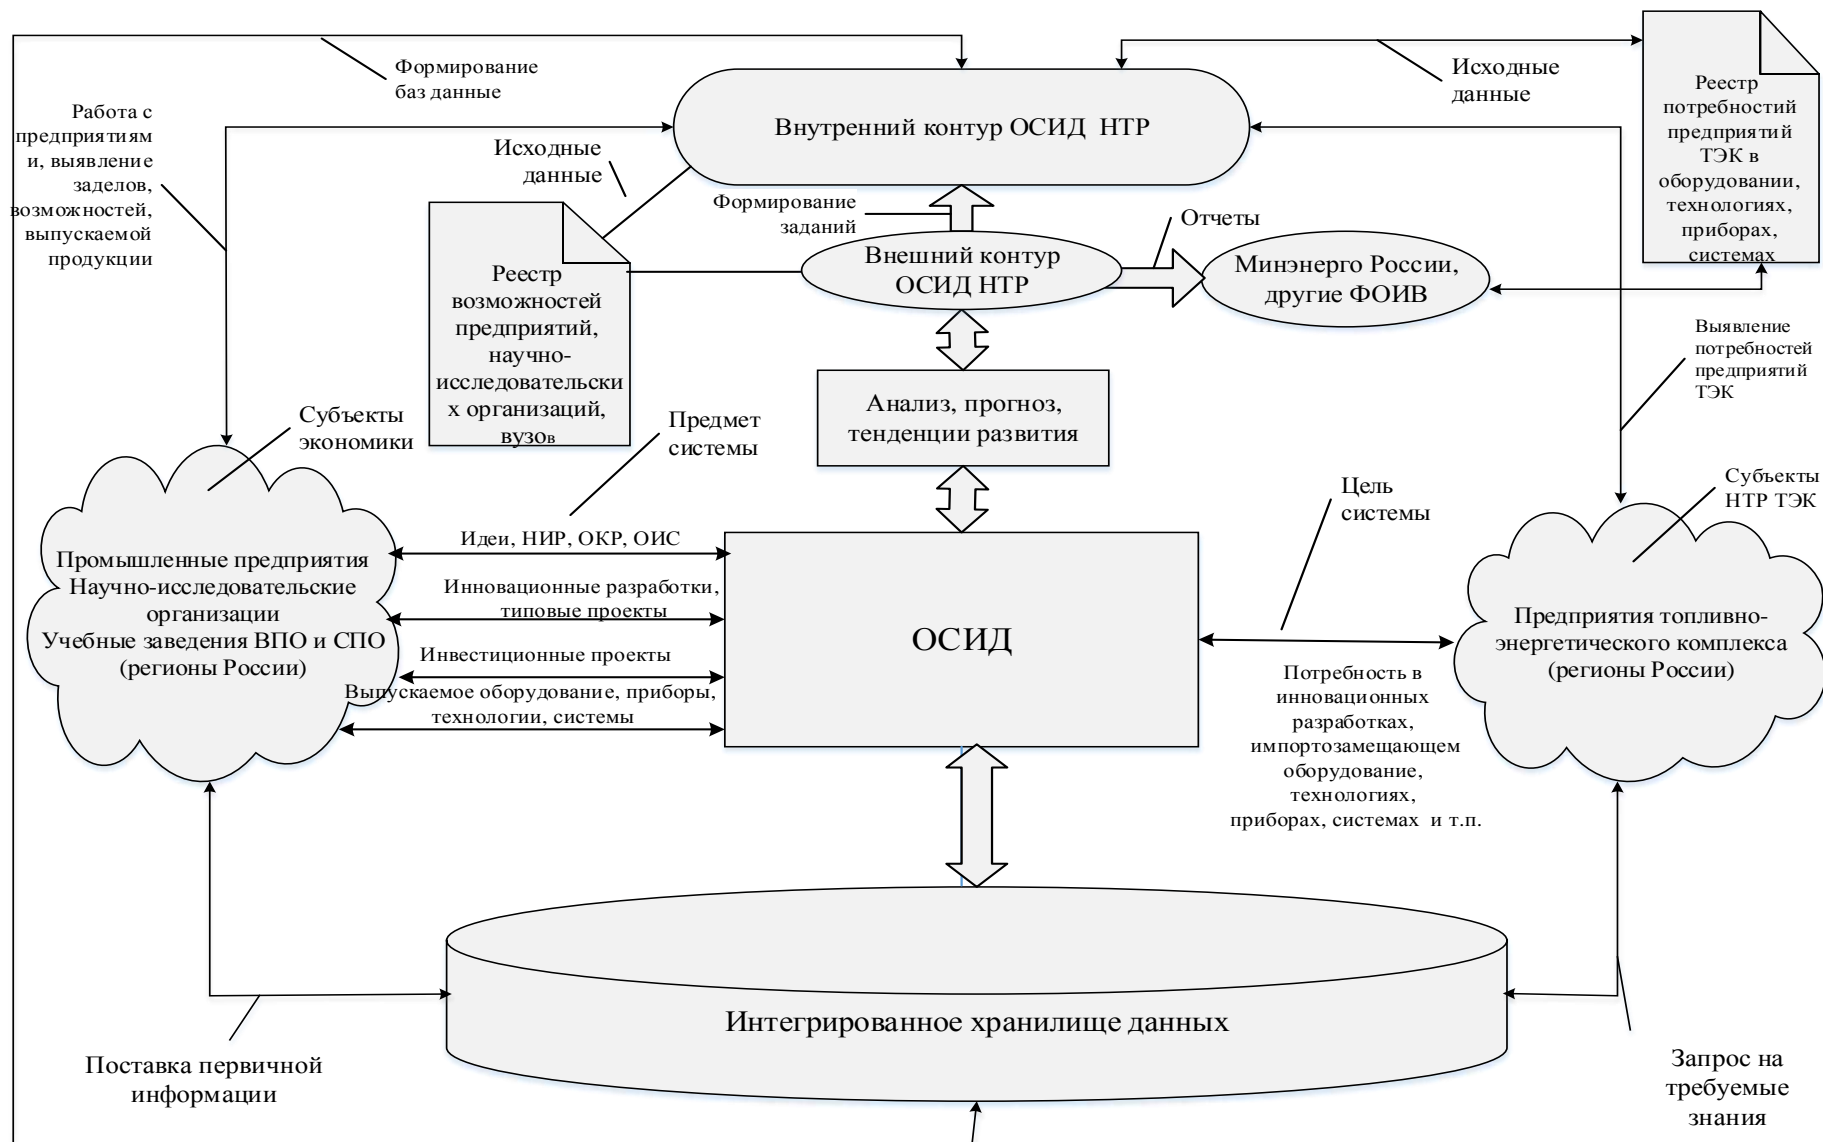 Формирование
баз данные
Исходные
данные
Реестр
потребностей
предприятий
ТЭК в
оборудовании,
технологиях,
приборах,
системах
Работа с
предприятиям
и, выявление
заделов,
возможностей,
выпускаемой
продукции
Внутренний контур ОСИД НТР
Исходные
данные
Формирование
заданий
Отчеты
Реестр
возможностей
предприятий,
научно-
исследовательски
х организаций,
вузов
Внешний контур
ОСИД НТР
Минэнерго России,
другие ФОИВ
Выявление
потребностей
предприятий
ТЭК
Субъекты
экономики
Предмет
системы
Анализ, прогноз,
тенденции развития
Цель
системы
Субъекты
НТР ТЭК
Промышленные предприятия
Научно-исследовательские
организации
Учебные заведения ВПО и СПО
(регионы России)
Идеи, НИР, ОКР, ОИС
Инновационные разработки,
типовые проекты
Инвестиционные проекты
Выпускаемое оборудование, приборы,
технологии, системы
ОСИД
Потребность в
инновационных
разработках,
импортозамещающем
оборудование,
технологиях,
приборах, системах и т.п.
Предприятия топливно-
энергетического комплекса
(регионы России)
Интегрированное хранилище данных
Поставка первичной
информации
Запрос на
требуемые
знания